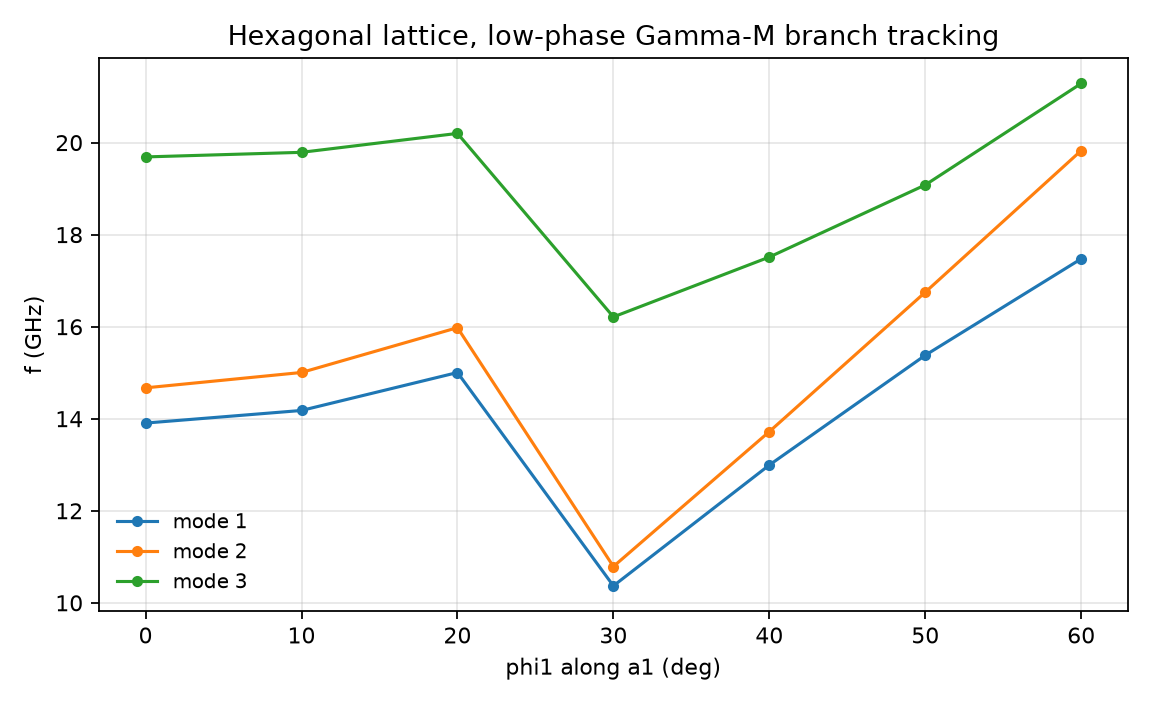 Hexagonal lattice, low-phase Gamma-M branch tracking
f (GHz)
20
18
16
14
12
10
mode 1
mode 2
mode 3
0 10 20 30 40 50 60
phi1 along a1 (deg)